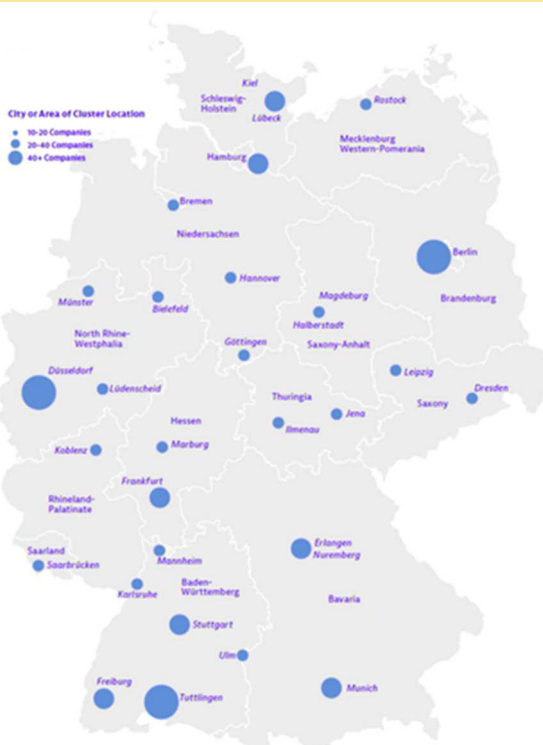 Kiel
Schleswig-
Holstein
Lübeck
Rostock
City or Area of Cluster Location
10-20 Companies
20-40 Companies
40+ Companies
Mecklenburg
Western-Pomerania
Hamburg
Bremen
Niedersachsen
Berlin
Hannover
Magdeburg
Brandenburg
Münster
Bielefeld
Halberstadt
North Rhine-
Westphalia
Göttingen
Saxony-Anhalt
Düsseldorf
Leipzig
Lüdenscheid
Dresden
Thuringia
Saxony
Jena
Hessen
Ilmenau
Marburg
Koblenz
Frankfurt
Rhineland-
Palatinate
Erlangen
Nuremberg
Saarland
Saarbrücken
Mannheim
Karlsruhe
Baden-
Württemberg
Bavaria
Stuttgart
Ulm
Freiburg
Munich
Tuttlingen